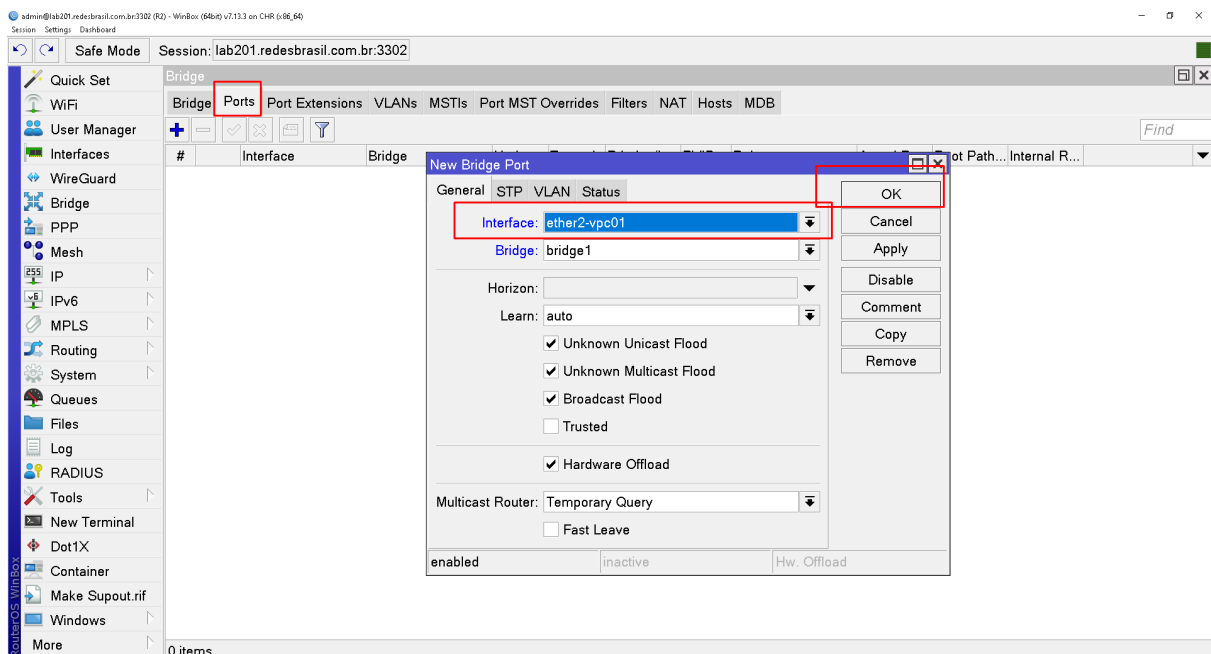 admin@lab201.redesbrasil.com.br:3302 (R2) - WinBox (64bit) v7.13.3 on CHR (x86_64)
Session Settings Dashboard
Safe Mode Session: lab201.redesbrasil.com.br:3302
Quick Set
WiFi
User Manager
Interfaces
WireGuard
Bridge
PPP
Mesh
IP
IPv6
MPLS
Routing
System
Queues
Files
Log
RADIUS
Tools
New Terminal
Dot1X
Container
Make Supout.rif
Windows
More
RouterOS WinBox
Bridge
Bridge Ports Port Extensions VLANs MSTIs Port MST Overrides Filters NAT Hosts MDB
Find
# Interface Bridge ot Path... Internal R...
New Bridge Port
General STP VLAN Status
Interface: ether2-vpc01
Bridge: bridge1
Horizon:
Learn: auto
Unknown Unicast Flood
Unknown Multicast Flood
Broadcast Flood
Trusted
Hardware Offload
Multicast Router: Temporary Query
Fast Leave
enabled inactive Hw. Offload
OK
Cancel
Apply
Disable
Comment
Copy
Remove
0 items